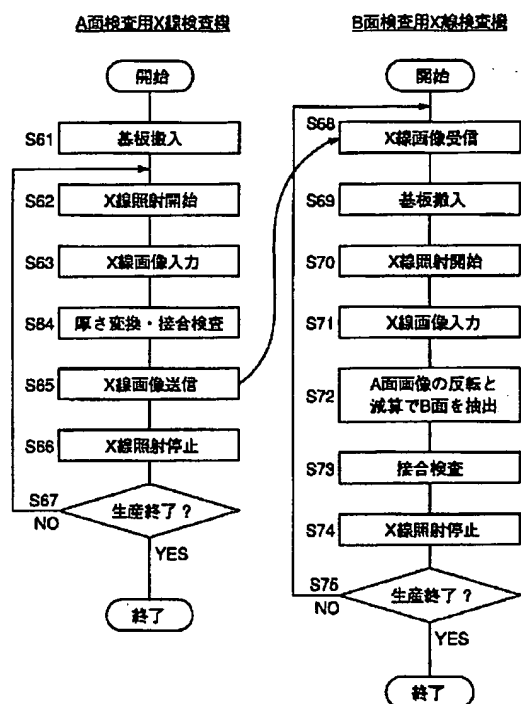 A面検査用X線検査機
開始
S61
基板搬入
S62
X線照射開始
S63
X線画像入力
S64
厚さ変換・接合検査
S65
X線画像送信
S66
X線照射停止
S67
生産終了?
NO
YES
終了
B面検査用X線検査機
開始
S68
X線画像受信
S69
基板搬入
S70
X線照射開始
S71
X線画像入力
S72
A面画像の反転と
減算でB面を抽出
S73
接合検査
S74
X線照射停止
S75
生産終了?
NO
YES
終了